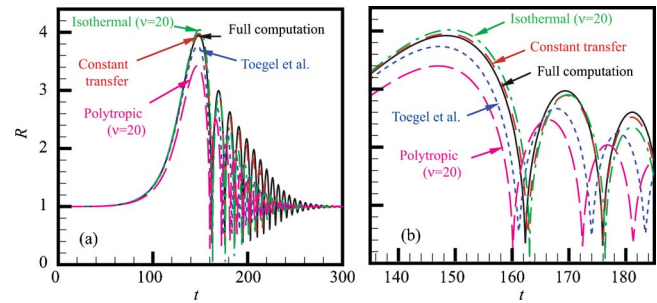 Isothermal (ν=20)
Full computation
Constant
transfer
Toegel et al.
Polytropic
(ν=20)
R
4
3
2
1
0
(a)
0
100
200
300
t
Isothermal (ν=20)
Constant transfer
Full computation
Toegel et al.
Polytropic
(ν=20)
(b)
140
150
160
170
180
t